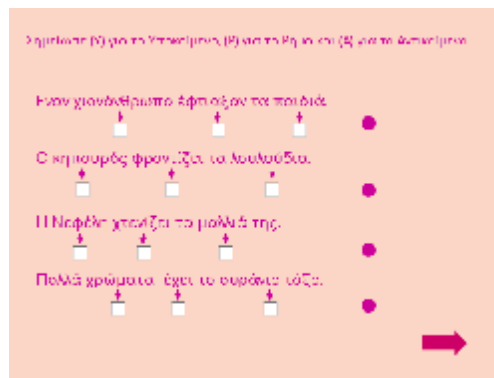 Σημείωσε (Υ) για το Υποκείμενο, (Ρ) για το Ρήμα και (Α) για το Αντικείμενο
Έναν χιονάνθρωπο έφτιαξαν τα παιδιά.
Ο κηπουρός φροντίζει τα λουλούδια.
Η Νεφέλη χτενίζει τα μαλλιά της.
Πολλά χρώματα έχει το ουράνιο τόξο.